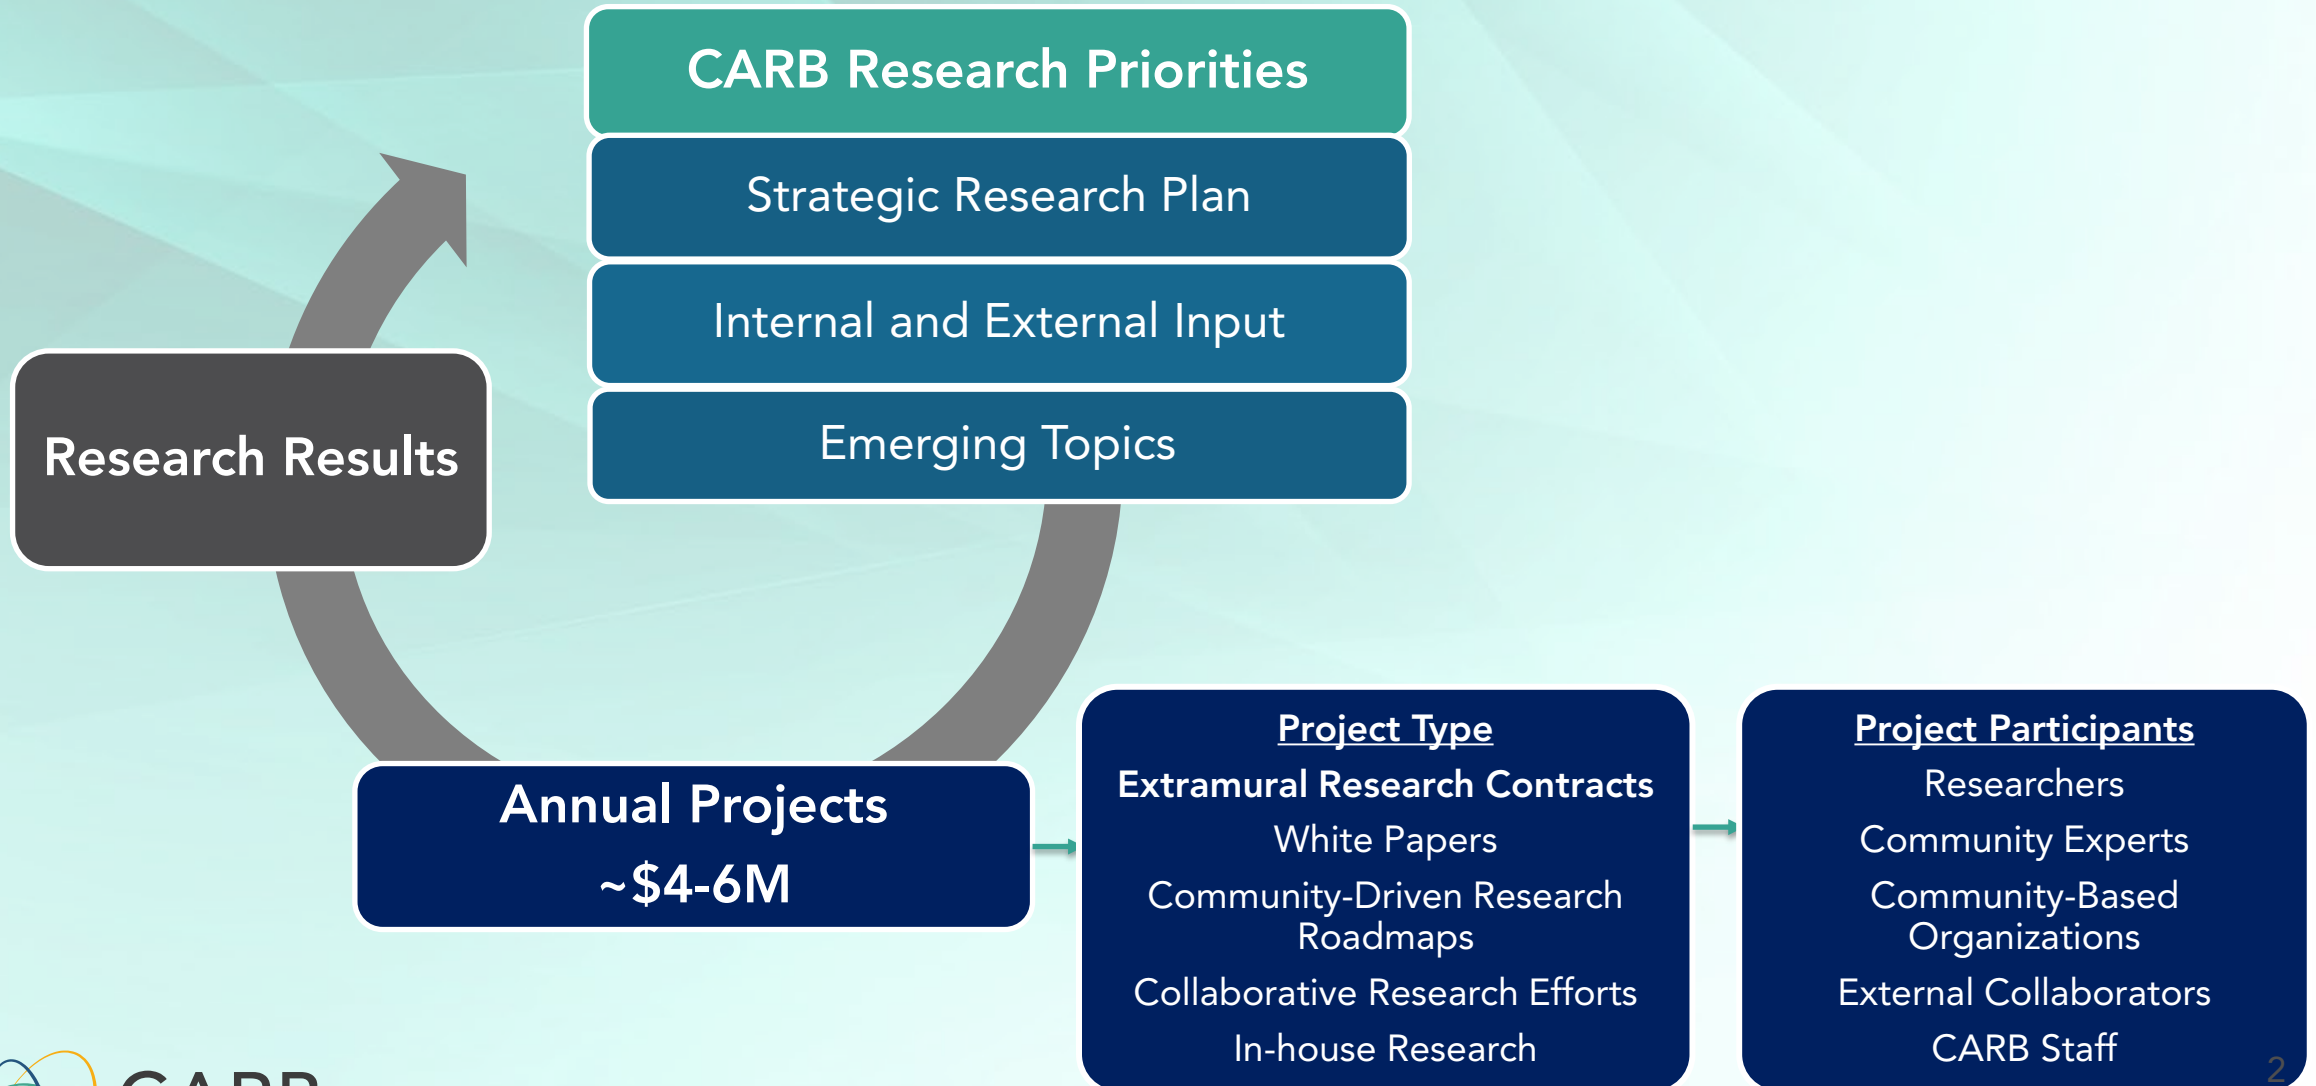 CARB Research Priorities
Strategic Research Plan
Internal and External Input
Emerging Topics
Research Results
Annual Projects
~$4-6M
Project Type
Extramural Research Contracts
White Papers
Community-Driven Research
Roadmaps
Collaborative Research Efforts
In-house Research
Project Participants
Researchers
Community Experts
Community-Based
Organizations
External Collaborators
CARB Staff
CARB
2